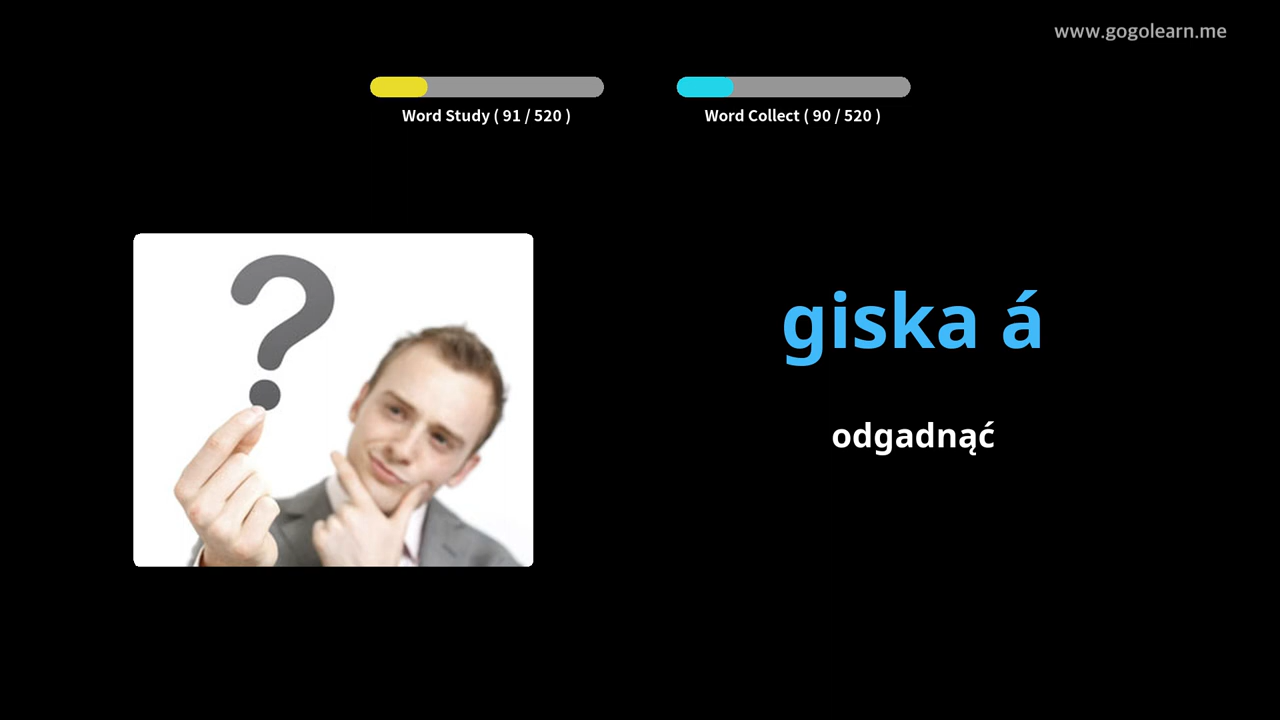 www.gogolearn.me
Word Study ( 91 / 520 )
Word Collect ( 90 / 520 )
?
giska á
odgadnąć